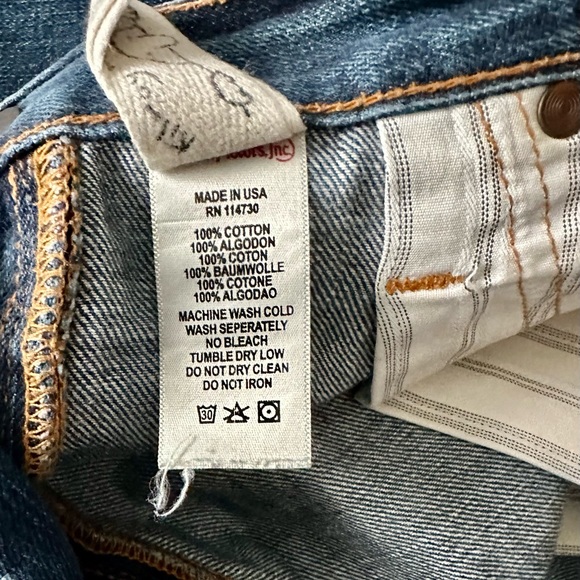 MADE IN USA
RN 114730
100% COTTON
100% ALGODON
100% COTON
100% BAUMWOLLE
100% COTONE
100% ALGODAO
MACHINE WASH COLD
WASH SEPERATELY
NO BLEACH
TUMBLE DRY LOW
DO NOT DRY CLEAN
DO NOT IRON
30